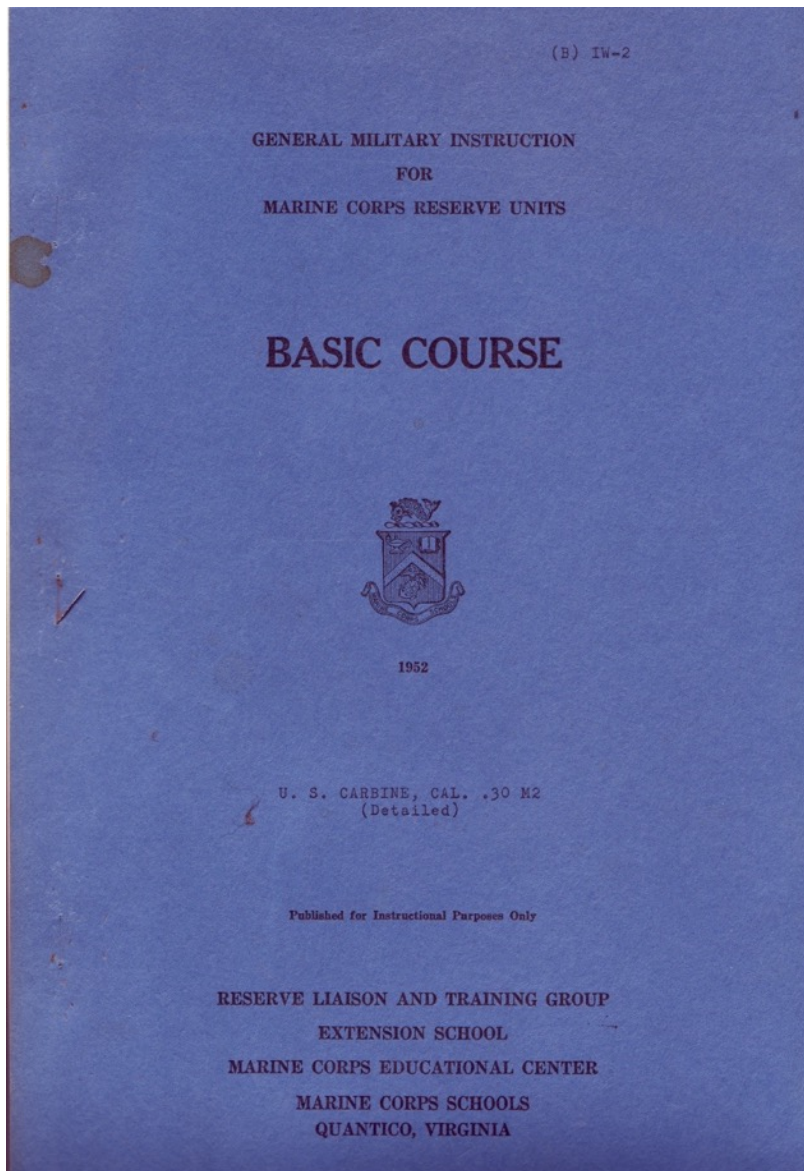 (B) IW-2
GENERAL MILITARY INSTRUCTION
FOR
MARINE CORPS RESERVE UNITS
BASIC COURSE
1952
U. S. CARBINE, CAL. .30 M2
(Detailed)
Published for Instructional Purposes Only
RESERVE LIAISON AND TRAINING GROUP
EXTENSION SCHOOL
MARINE CORPS EDUCATIONAL CENTER
MARINE CORPS SCHOOLS
QUANTICO, VIRGINIA